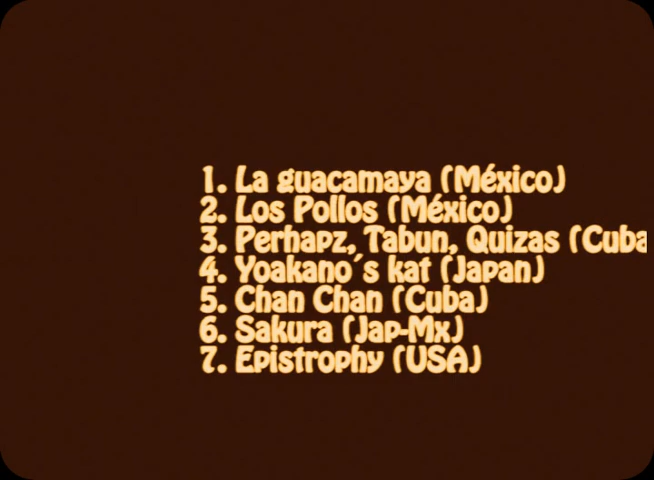 1. La guacamaya (México)
2. Los Pollos (México)
3. Perhapz, Tabun, Quizas (Cuba
4. Yoakano´s kat (Japan)
5. Chan Chan (Cuba)
6. Sakura (Jap-Mx)
7. Epistrophy (USA)